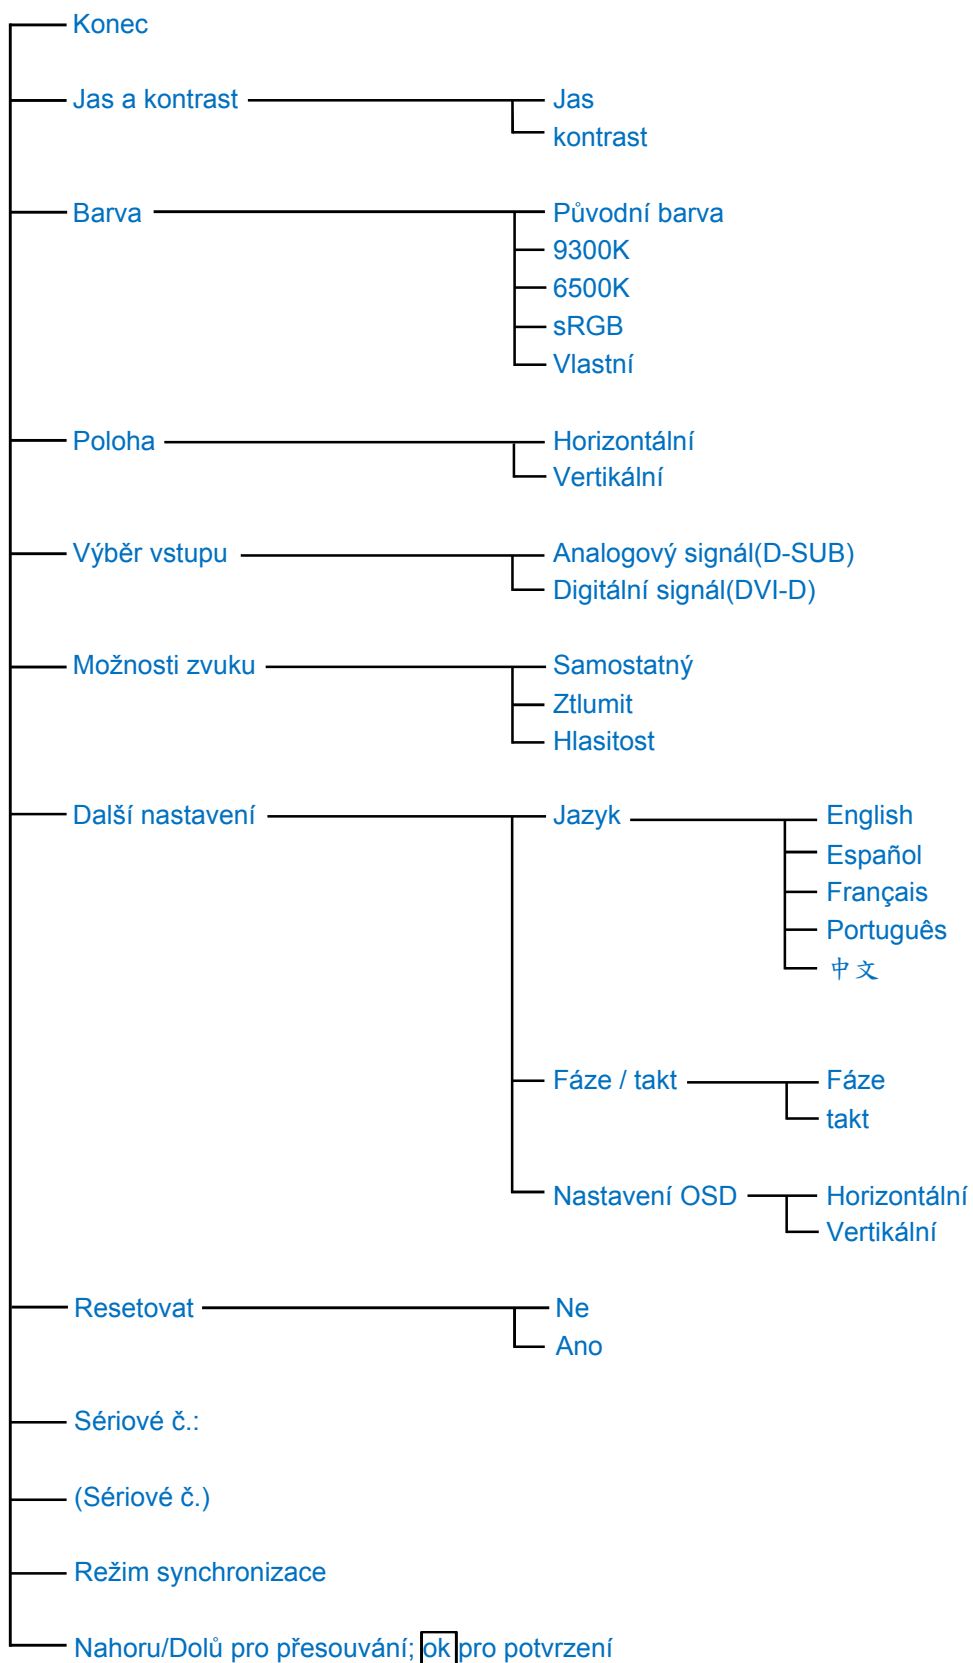 Konec
Jas a kontrast
Jas
kontrast
Barva
Původní barva
9300K
6500K
sRGB
Vlastní
Poloha
Horizontální
Vertikální
Výběr vstupu
Analogový signál(D-SUB)
Digitální signál(DVI-D)
Možnosti zvuku
Samostatný
Ztlumit
Hlasitost
Další nastavení
Jazyk
English
Español
Français
Português
中文
Fáze / takt
Fáze
takt
Nastavení OSD
Horizontální
Vertikální
Resetovat
Ne
Ano
Sériové č.:
(Sériové č.)
Režim synchronizace
Nahoru/Dolů pro přesouvání; ok pro potvrzení